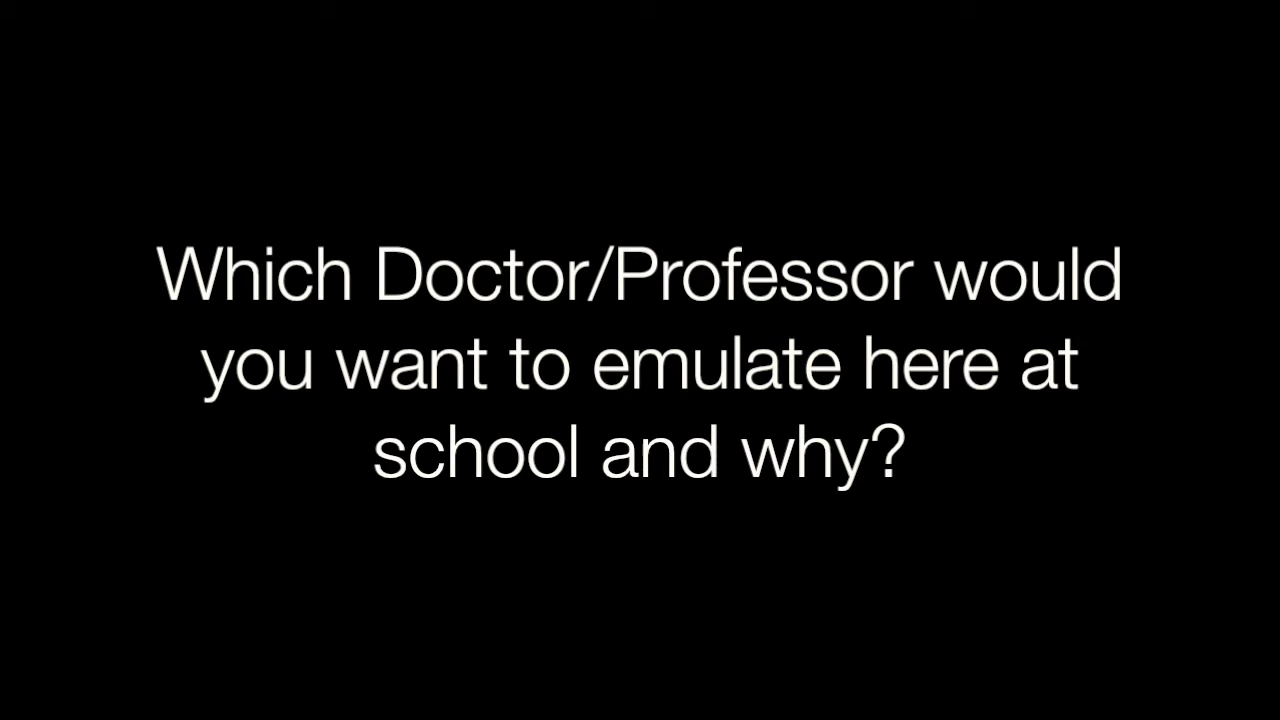 Which Doctor/Professor would
you want to emulate here at
school and why?